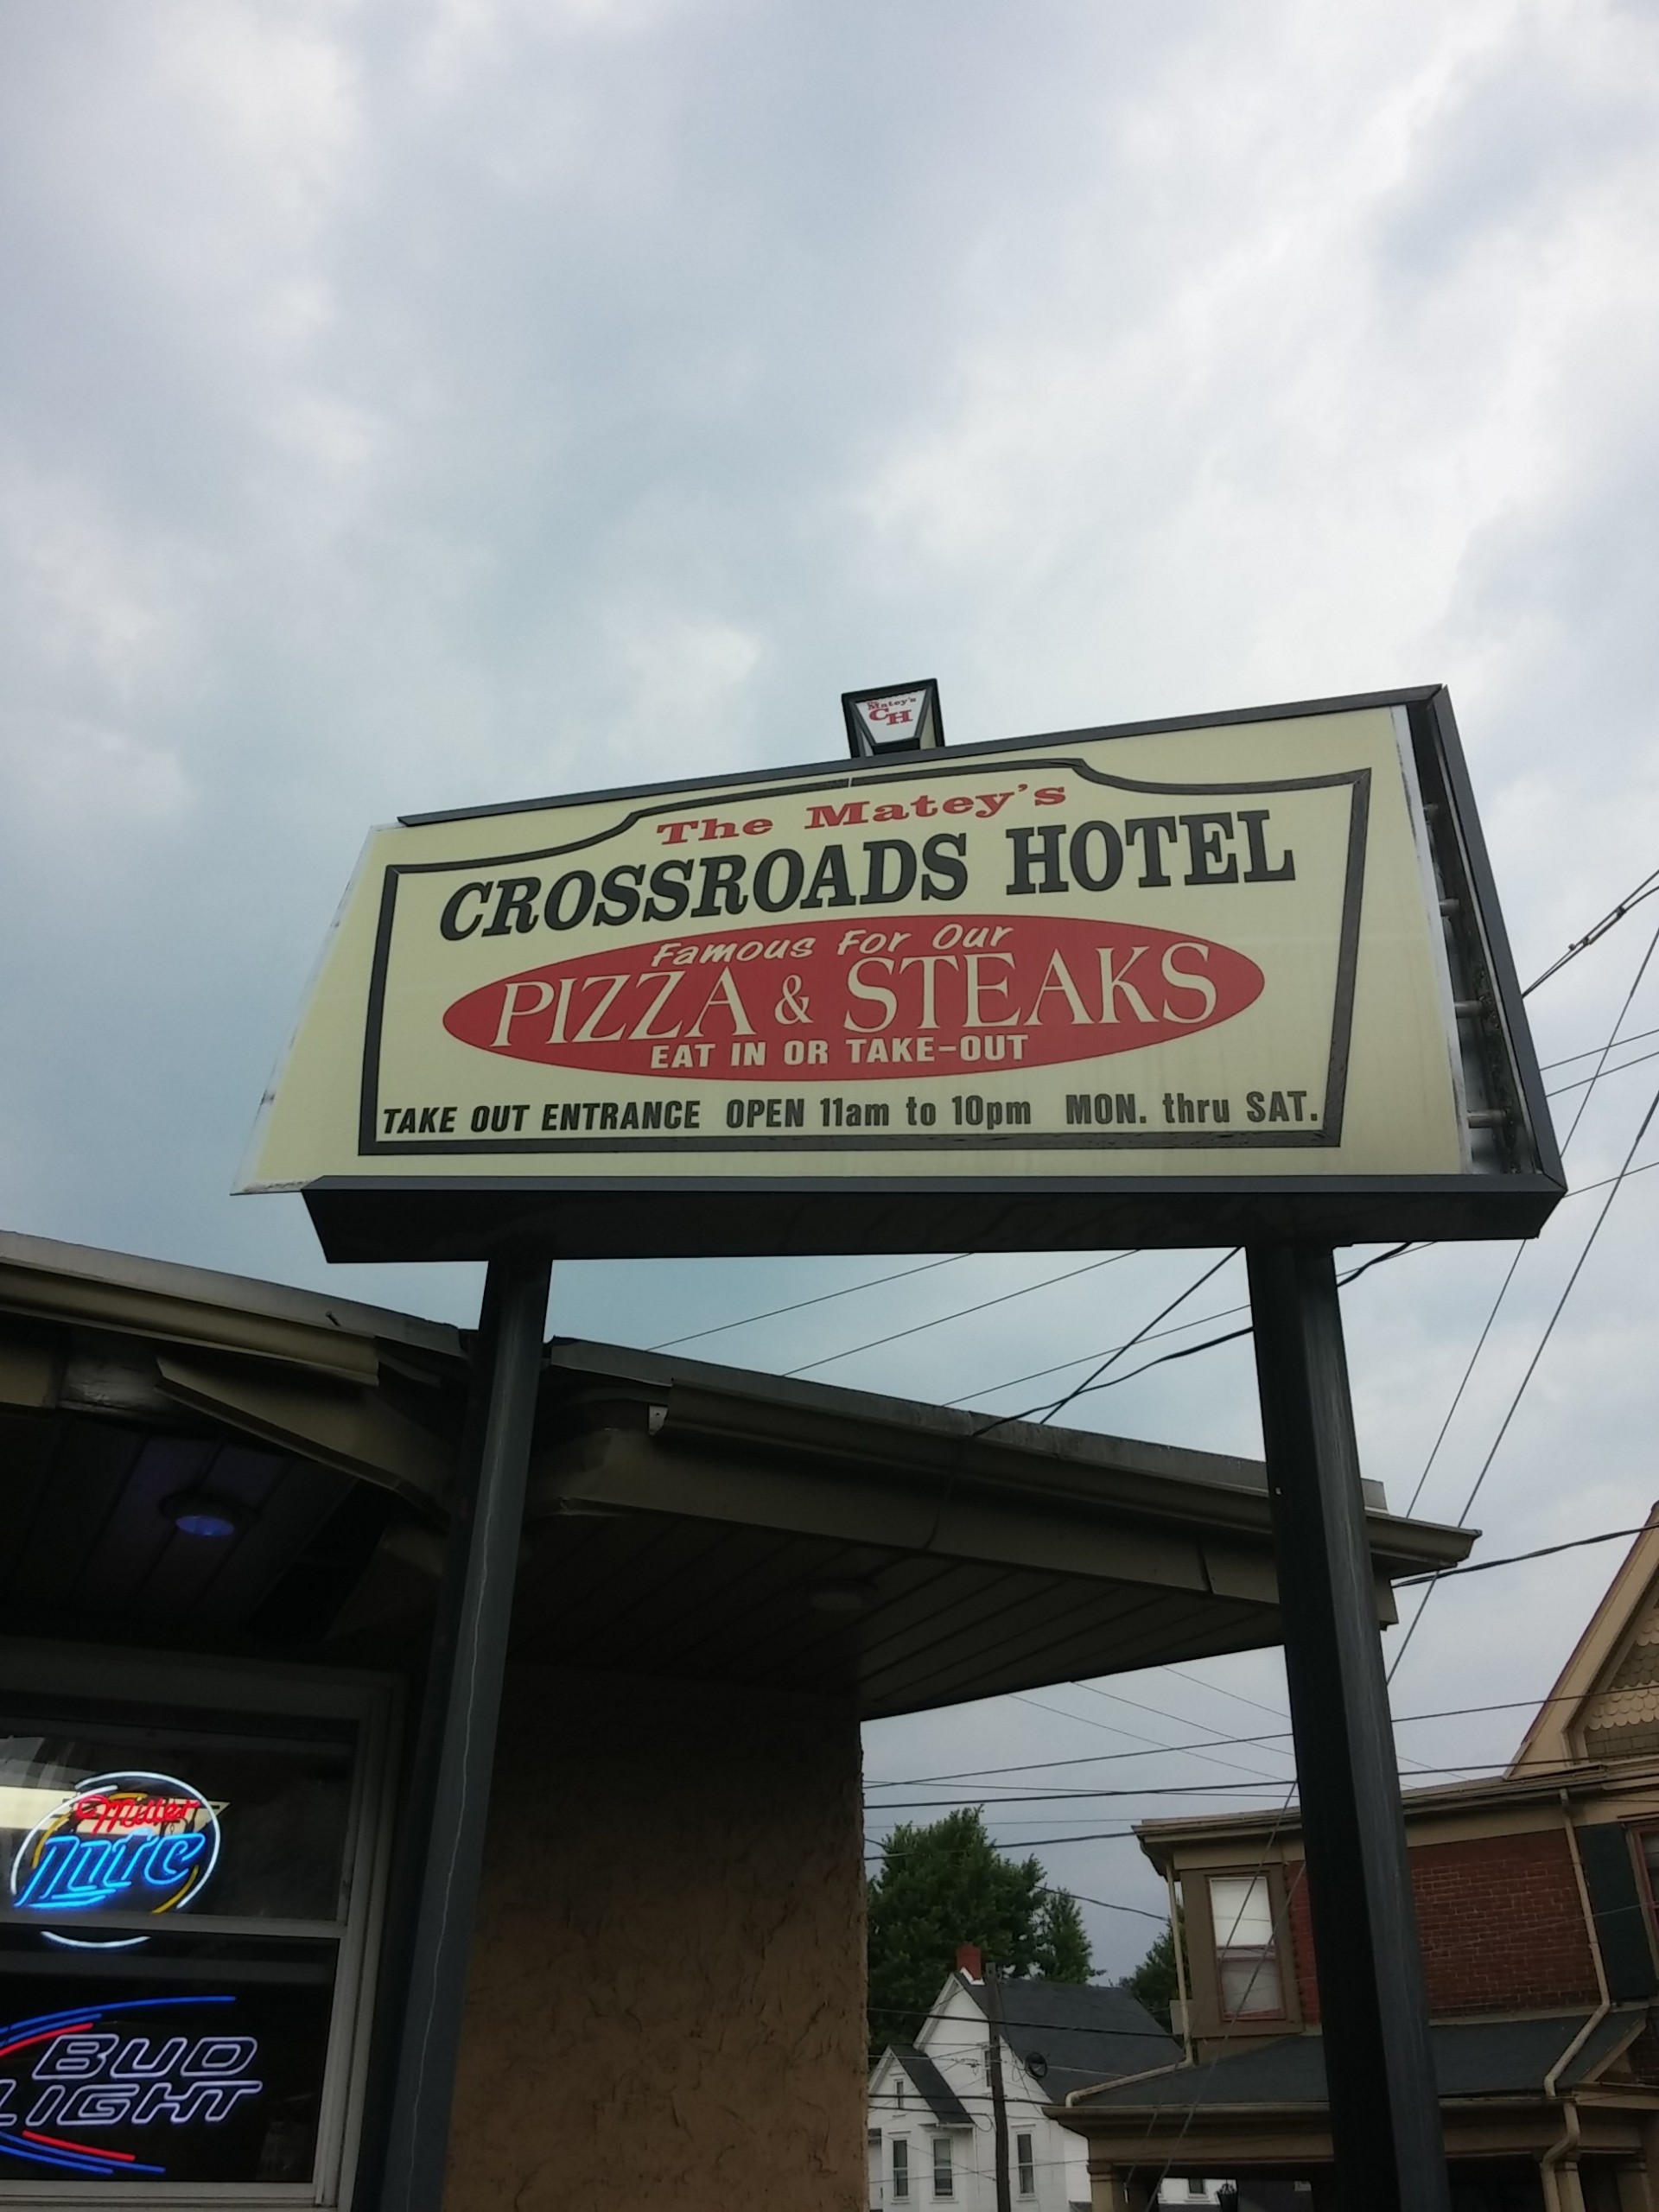 Matey's
CH
The Matey's
CROSSROADS HOTEL
Famous For Our
PIZZA & STEAKS
EAT IN OR TAKE-OUT
TAKE OUT ENTRANCE OPEN 11am to 10pm MON. thru SAT.
Miller
Lite
BUD
LIGHT